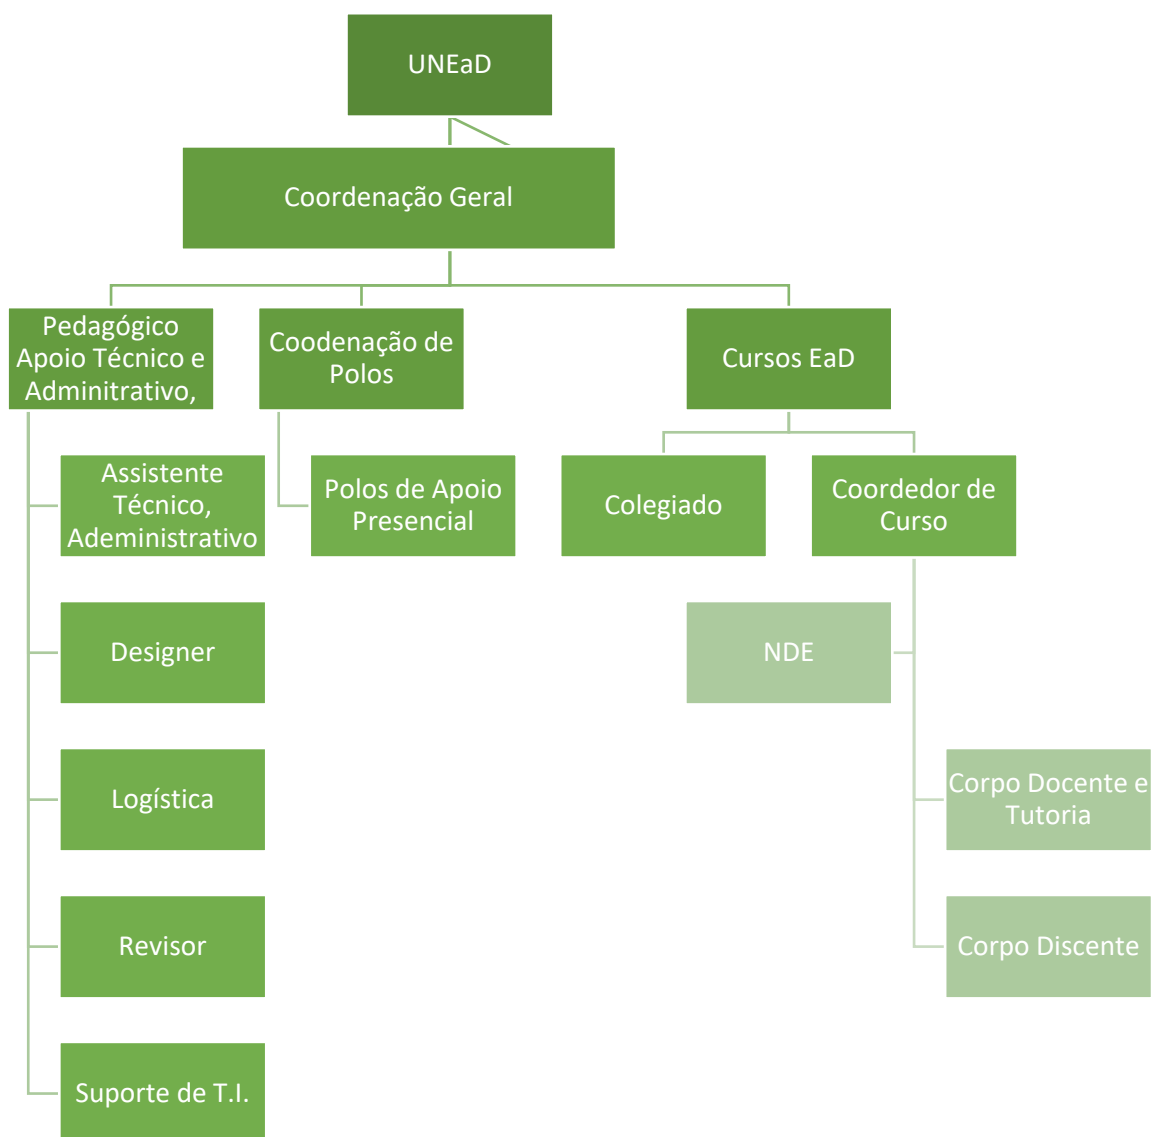 UNEaD
Coordenação Geral
Pedagógico
Apoio Técnico e
Adminitrativo,
Coodenação de
Polos
Cursos EaD
Assistente
Técnico,
Adeministrativo
Polos de Apoio
Presencial
Colegiado
Coordedor de
Curso
Designer
NDE
Logística
Corpo Docente e
Tutoria
Revisor
Corpo Discente
Suporte de T.I.